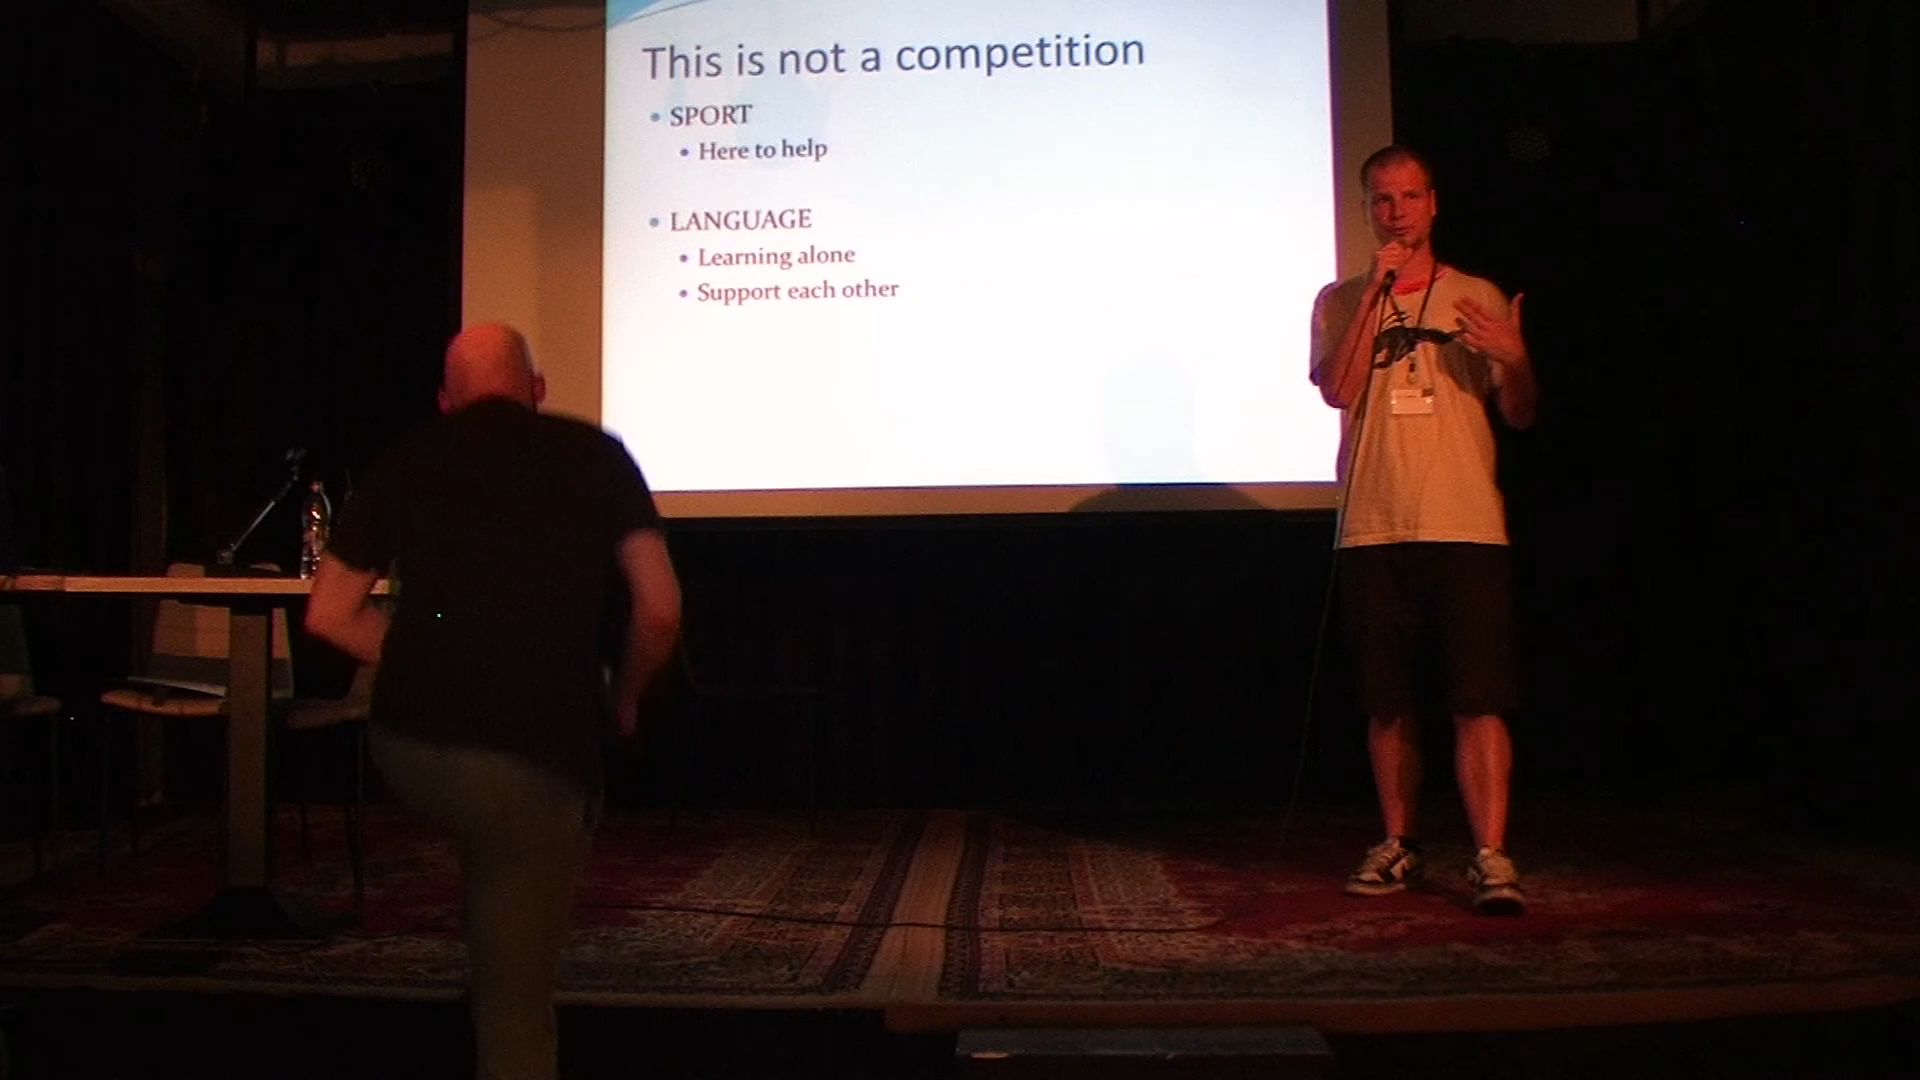 This is not a competition
• SPORT
• Here to help
• LANGUAGE
• Learning alone
• Support each other